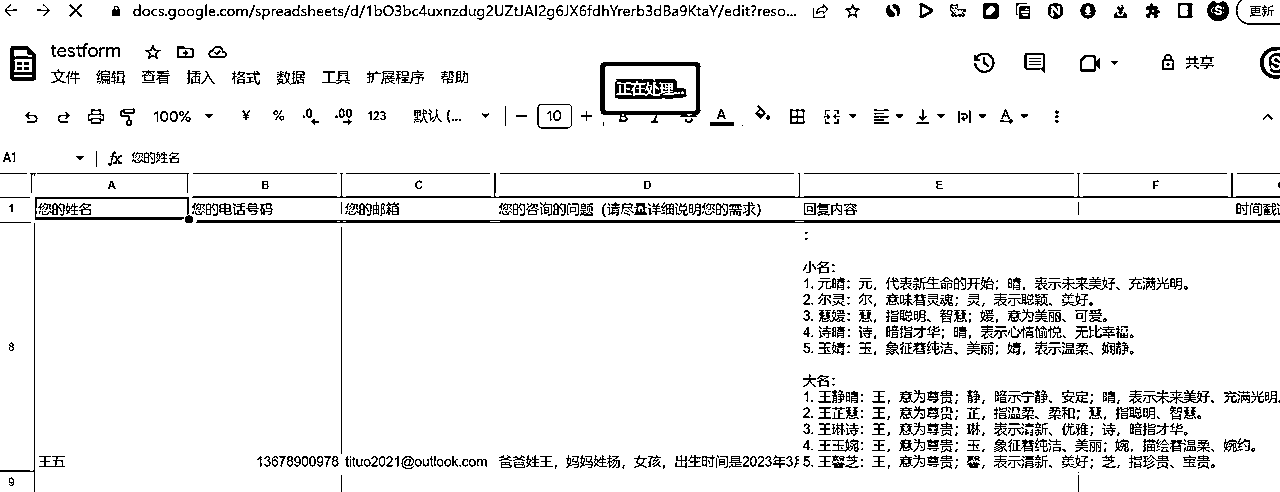 docs.google.com/spreadsheets/d/1bO3bc4uxnzdug2UZtJAI2g6JX6fdhYrerb3dBa9KtaY/edit?reso...
更新
testform
文件 编辑 查看 插入 格式 数据 工具 扩展程序 帮助
正在处理...
共享
100% ¥ % .0 .00 123 默认 (... − 10 + B I S A
A1 fx 您的姓名
A B C D E F
1 您的姓名 您的电话号码 您的邮箱 您的咨询的问题（请尽量详细说明您的需求） 回复内容 时间戳
:
小名：
1. 元晴：元，代表新生命的开始；晴，表示未来美好、充满光明。
2. 尔灵：尔，意味着灵魂；灵，表示聪颖、美好。
3. 慧媛：慧，指聪明、智慧；媛，意为美丽、可爱。
4. 诗晴：诗，暗指才华；晴，表示心情愉悦、无比幸福。
5. 玉婧：玉，象征着纯洁、美丽；婧，表示温柔、娴静。
大名：
1. 王静晴：王，意为尊贵；静，暗示宁静、安定；晴，表示未来美好、充满光明
2. 王芷慧：王，意为尊贵；芷，指温柔、柔和；慧，指聪明、智慧。
3. 王琳诗：王，意为尊贵；琳，表示清新、优雅；诗，暗指才华。
4. 王玉婉：王，意为尊贵；玉，象征着纯洁、美丽；婉，描绘着温柔、婉约。
8 王五 13678900978 tituo2021@outlook.com 爸爸姓王，妈妈姓杨，女孩，出生时间是2023年3月 5. 王馨芝：王，意为尊贵；馨，表示清新、美好；芝，指珍贵、宝贵。
9